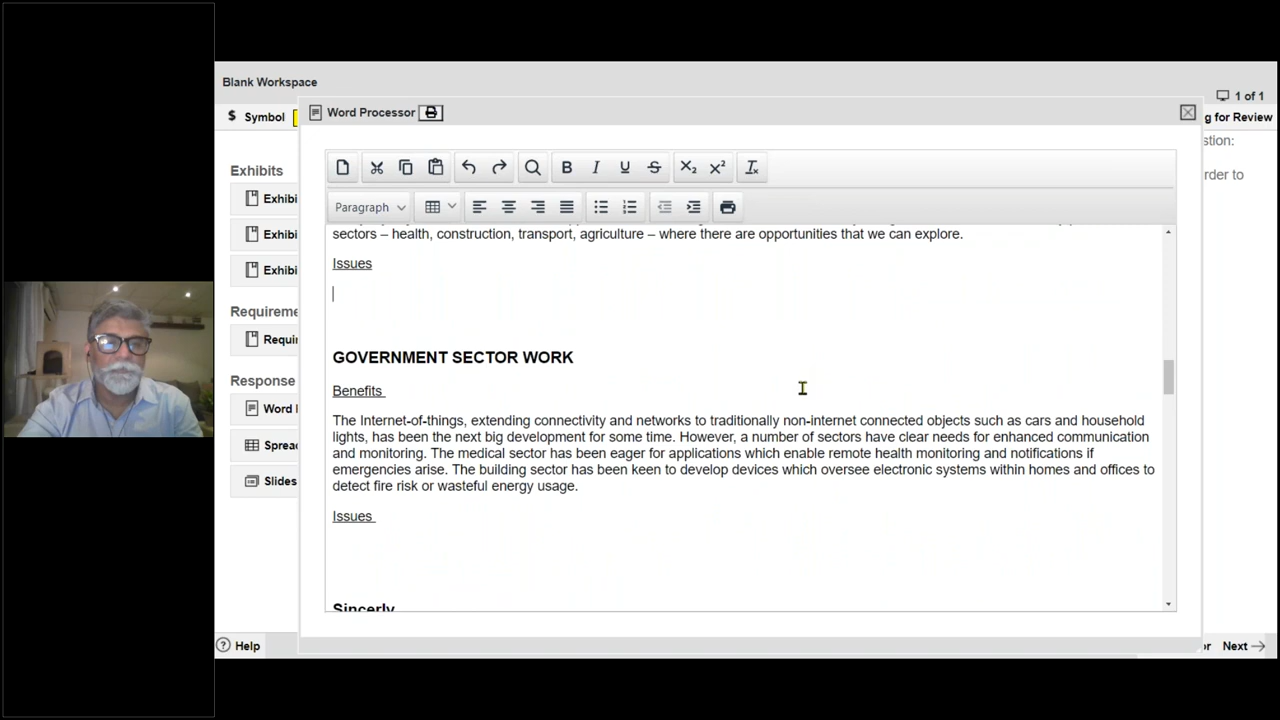 Blank Workspace
1 of 1
$ Symbol
Word Processor
g for Review
stion:
rder to
Exhibits
Exhibi
Exhibi
Exhibi
Requireme
Requir
Response
Word
Sprea
Slides
B I U S X₂ X² Ix
Paragraph
sectors – health, construction, transport, agriculture – where there are opportunities that we can explore.
Issues
GOVERNMENT SECTOR WORK
Benefits
The Internet-of-things, extending connectivity and networks to traditionally non-internet connected objects such as cars and household
lights, has been the next big development for some time. However, a number of sectors have clear needs for enhanced communication
and monitoring. The medical sector has been eager for applications which enable remote health monitoring and notifications if
emergencies arise. The building sector has been keen to develop devices which oversee electronic systems within homes and offices to
detect fire risk or wasteful energy usage.
Issues
Sincerly
? Help
or Next